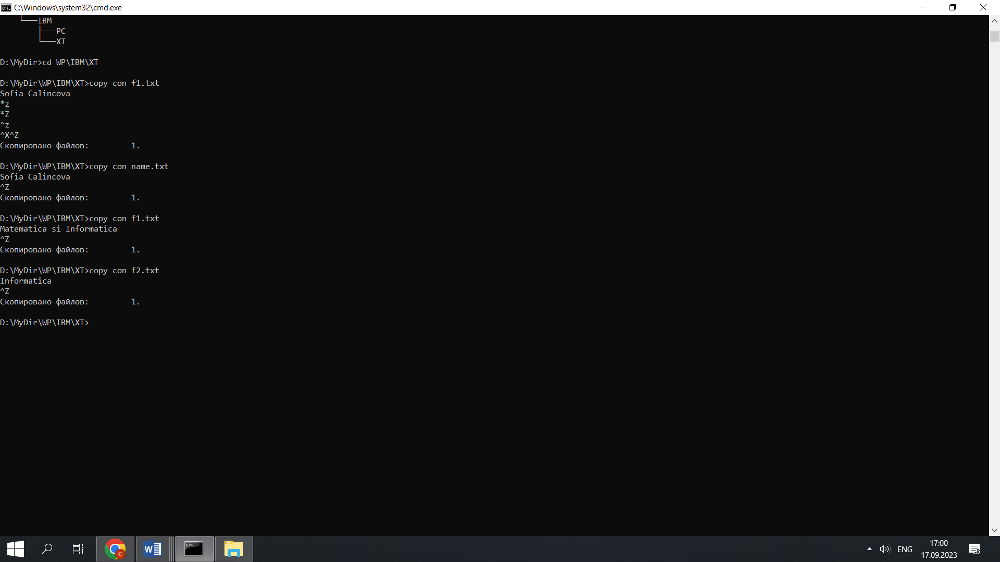 C:\Windows\system32\cmd.exe
└───IBM
├───PC
└───XT
D:\MyDir>cd WP\IBM\XT
D:\MyDir\WP\IBM\XT>copy con f1.txt
Sofia Calincova
*z
*Z
^z
^X^Z
Скопировано файлов:         1.
D:\MyDir\WP\IBM\XT>copy con name.txt
Sofia Calincova
^Z
Скопировано файлов:         1.
D:\MyDir\WP\IBM\XT>copy con f1.txt
Matematica si Informatica
^Z
Скопировано файлов:         1.
D:\MyDir\WP\IBM\XT>copy con f2.txt
Informatica
^Z
Скопировано файлов:         1.
D:\MyDir\WP\IBM\XT>
ENG
17:00
17.09.2023